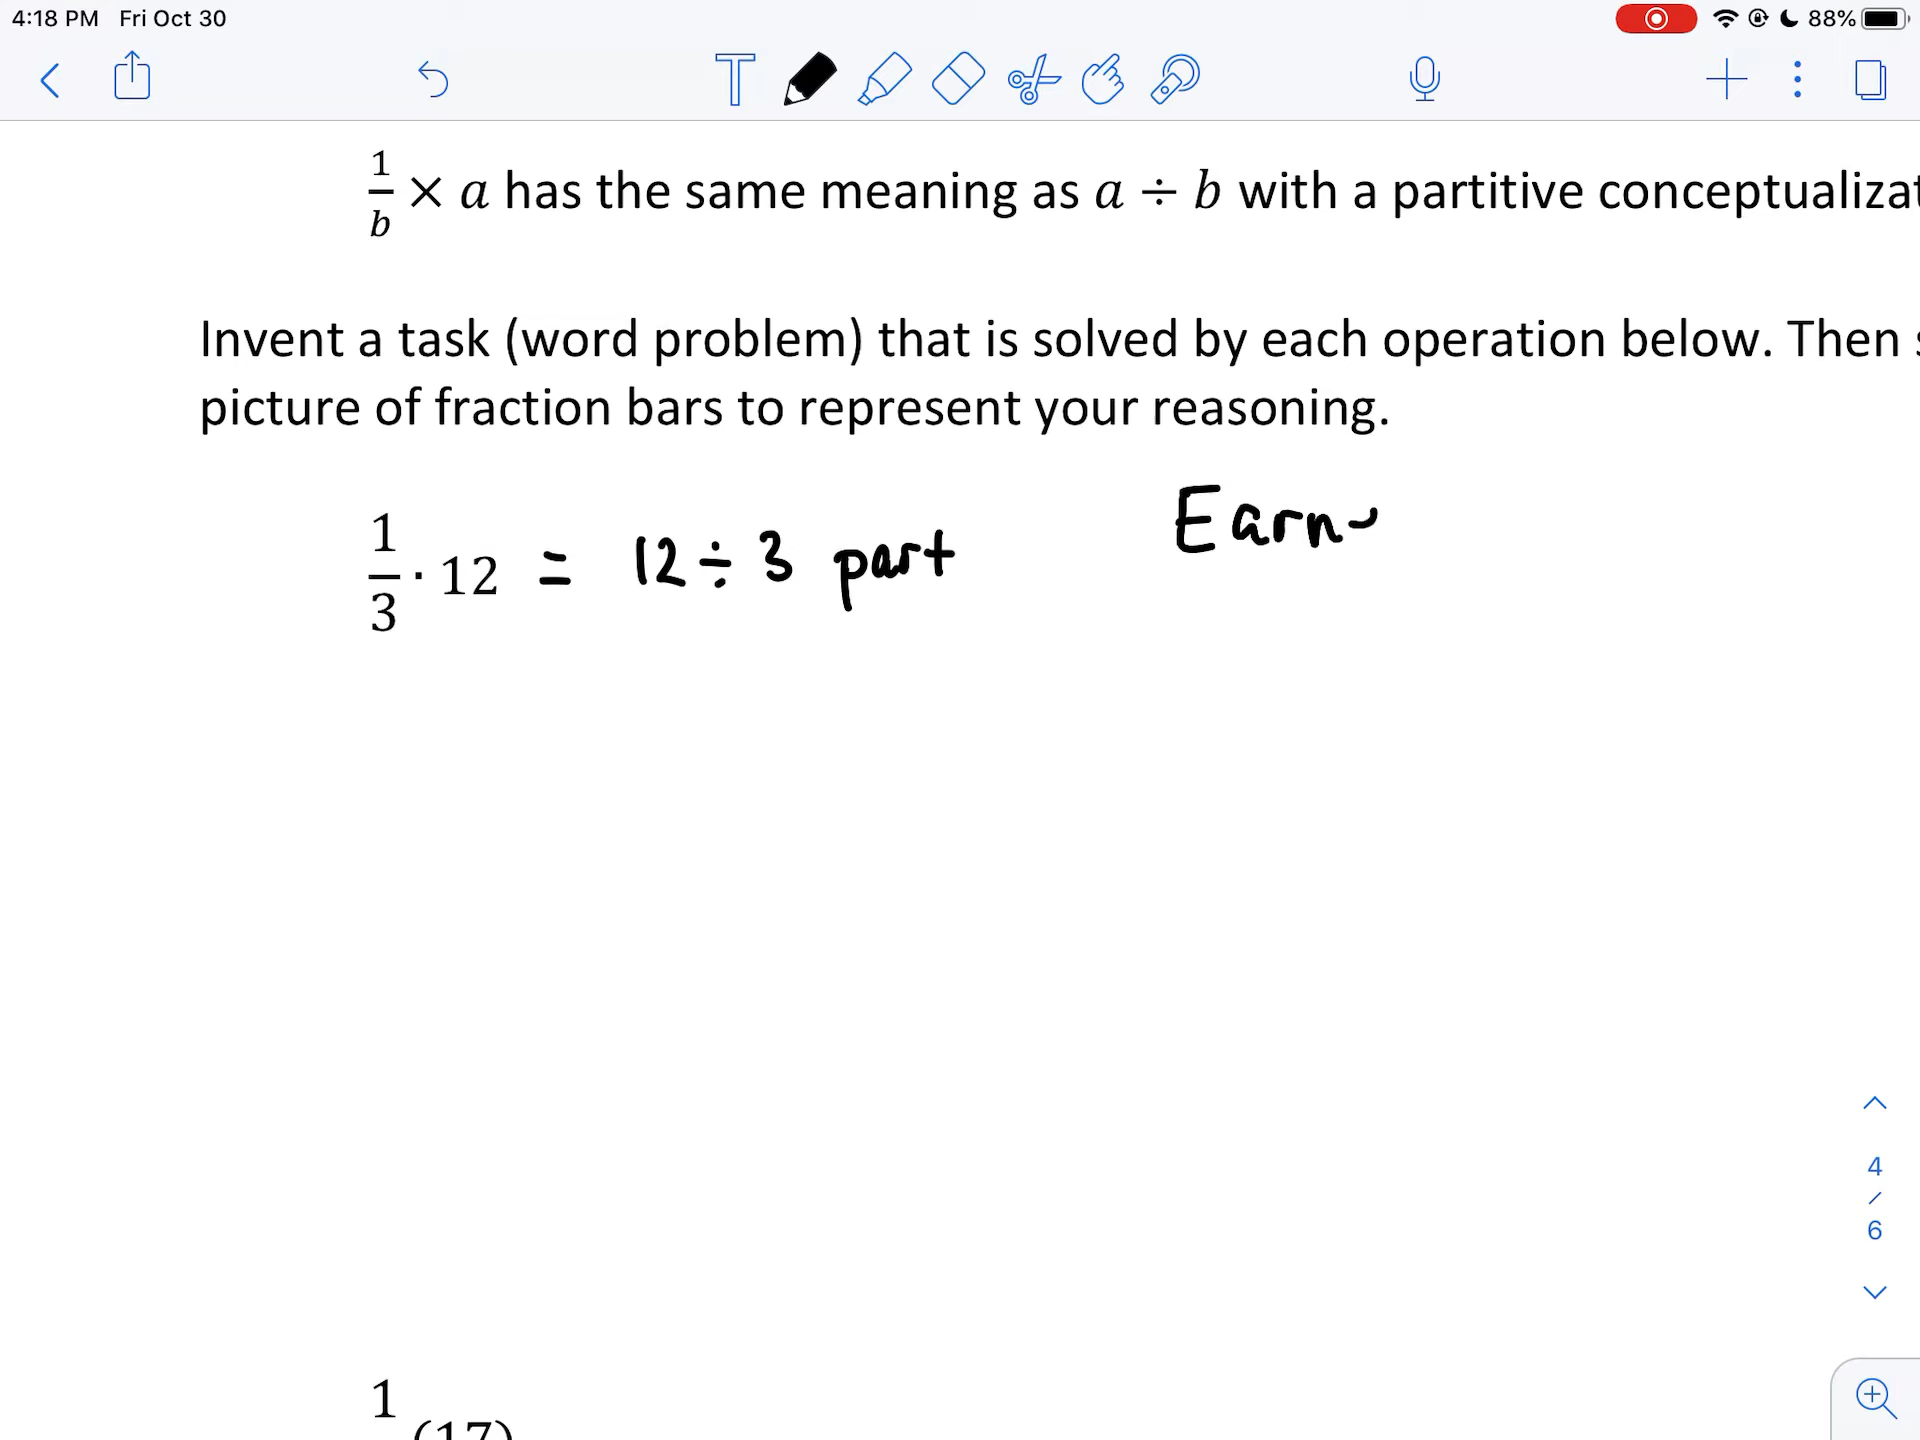 4:18 PM Fri Oct 30 88%
1/b × a has the same meaning as a ÷ b with a partitive
Invent a task (word problem) that is solved by each operation below. Then
picture of fraction bars to represent your reasoning.
1/3 · 12 = 12 ÷ 3 part Earn
4
/
6
1
(17)